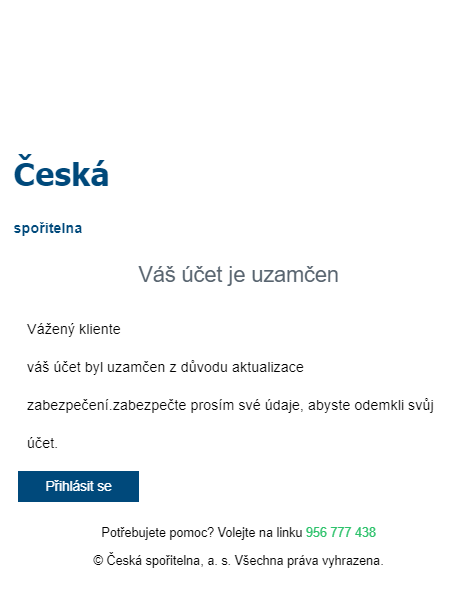 Česká
spořitelna
Váš účet je uzamčen
Vážený kliente
váš účet byl uzamčen z důvodu aktualizace
zabezpečení.zabezpečte prosím své údaje, abyste odemkli svůj
účet.
Přihlásit se
Potřebujete pomoc? Volejte na linku 956 777 438
© Česká spořitelna, a. s. Všechna práva vyhrazena.